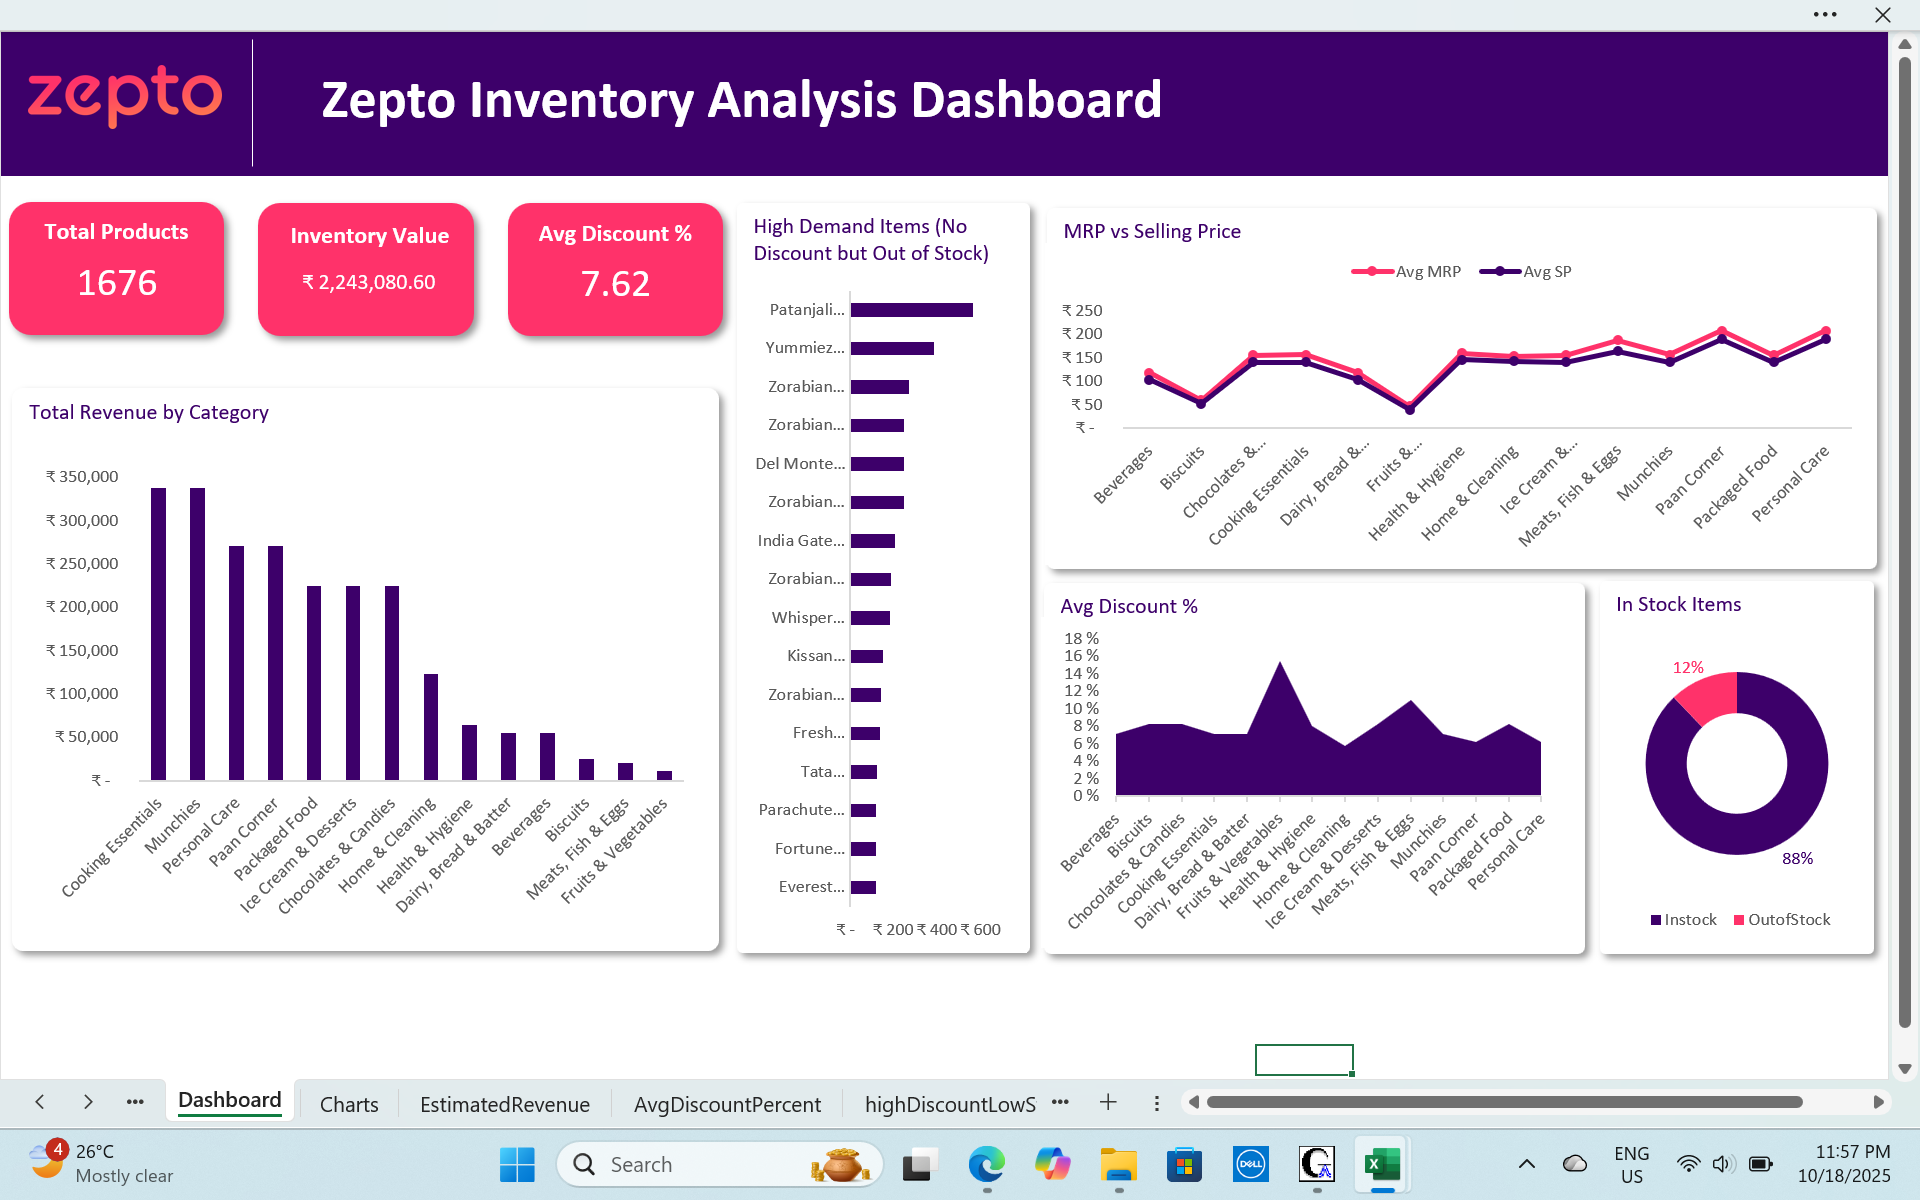 zepto
Zepto Inventory Analysis Dashboard
Total Products
1676
Inventory Value
₹ 2,243,080.60
Avg Discount %
7.62
High Demand Items (No
Discount but Out of Stock)
Patanjali...
Yummiez...
Zorabian...
Zorabian...
Del Monte...
Zorabian...
India Gate...
Zorabian...
Whisper...
Kissan...
Zorabian...
Fresh...
Tata...
Parachute...
Fortune...
Everest...
₹ - ₹ 200 ₹ 400 ₹ 600
MRP vs Selling Price
Avg MRP Avg SP
₹ 250
₹ 200
₹ 150
₹ 100
₹ 50
₹ -
Beverages
Biscuits
Chocolates &...
Cooking Essentials
Dairy, Bread &...
Fruits &...
Health & Hygiene
Home & Cleaning
Ice Cream &...
Meats, Fish & Eggs
Munchies
Paan Corner
Packaged Food
Personal Care
Total Revenue by Category
₹ 350,000
₹ 300,000
₹ 250,000
₹ 200,000
₹ 150,000
₹ 100,000
₹ 50,000
₹ -
Cooking Essentials
Munchies
Personal Care
Paan Corner
Packaged Food
Ice Cream & Desserts
Chocolates & Candies
Home & Cleaning
Health & Hygiene
Dairy, Bread & Batter
Beverages
Biscuits
Meats, Fish & Eggs
Fruits & Vegetables
Avg Discount %
18 %
16 %
14 %
12 %
10 %
8 %
6 %
4 %
2 %
0 %
Beverages
Biscuits
Chocolates & Candies
Cooking Essentials
Dairy, Bread & Batter
Fruits & Vegetables
Health & Hygiene
Home & Cleaning
Ice Cream & Desserts
Meats, Fish & Eggs
Munchies
Paan Corner
Packaged Food
Personal Care
In Stock Items
12%
88%
Instock OutofStock
Dashboard Charts EstimatedRevenue AvgDiscountPercent highDiscountLowS
4
26°C
Mostly clear
Search
DELL
ENG
US
11:57 PM
10/18/2025